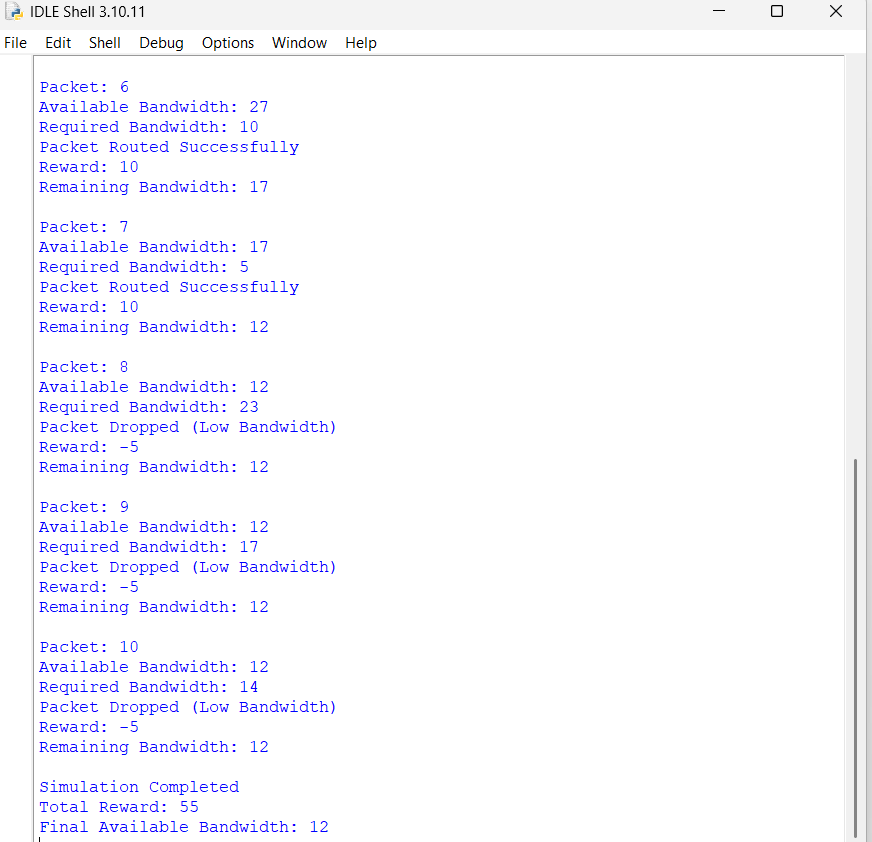 IDLE Shell 3.10.11
File Edit Shell Debug Options Window Help
Packet: 6
Available Bandwidth: 27
Required Bandwidth: 10
Packet Routed Successfully
Reward: 10
Remaining Bandwidth: 17
Packet: 7
Available Bandwidth: 17
Required Bandwidth: 5
Packet Routed Successfully
Reward: 10
Remaining Bandwidth: 12
Packet: 8
Available Bandwidth: 12
Required Bandwidth: 23
Packet Dropped (Low Bandwidth)
Reward: -5
Remaining Bandwidth: 12
Packet: 9
Available Bandwidth: 12
Required Bandwidth: 17
Packet Dropped (Low Bandwidth)
Reward: -5
Remaining Bandwidth: 12
Packet: 10
Available Bandwidth: 12
Required Bandwidth: 14
Packet Dropped (Low Bandwidth)
Reward: -5
Remaining Bandwidth: 12
Simulation Completed
Total Reward: 55
Final Available Bandwidth: 12